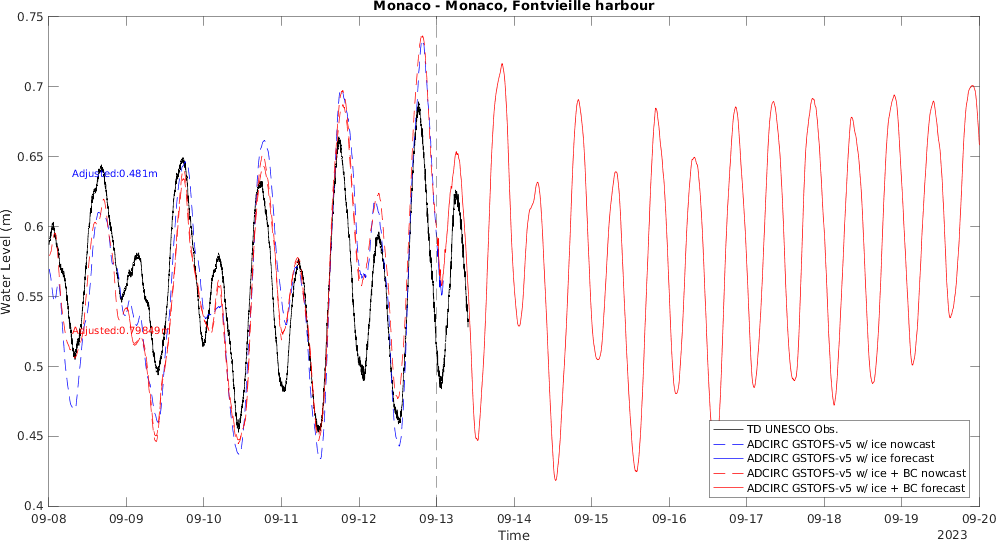 Monaco - Monaco, Fontvieille harbour
Water Level (m)
0.75
0.7
0.65
0.6
0.55
0.5
0.45
0.4
Adjusted:0.481m
Adjusted:0.79849m
TD UNESCO Obs.
ADCIRC GSTOFS-v5 w/ ice nowcast
ADCIRC GSTOFS-v5 w/ ice forecast
ADCIRC GSTOFS-v5 w/ ice + BC nowcast
ADCIRC GSTOFS-v5 w/ ice + BC forecast
09-08 09-09 09-10 09-11 09-12 09-13 09-14 09-15 09-16 09-17 09-18 09-19 09-20
Time
2023